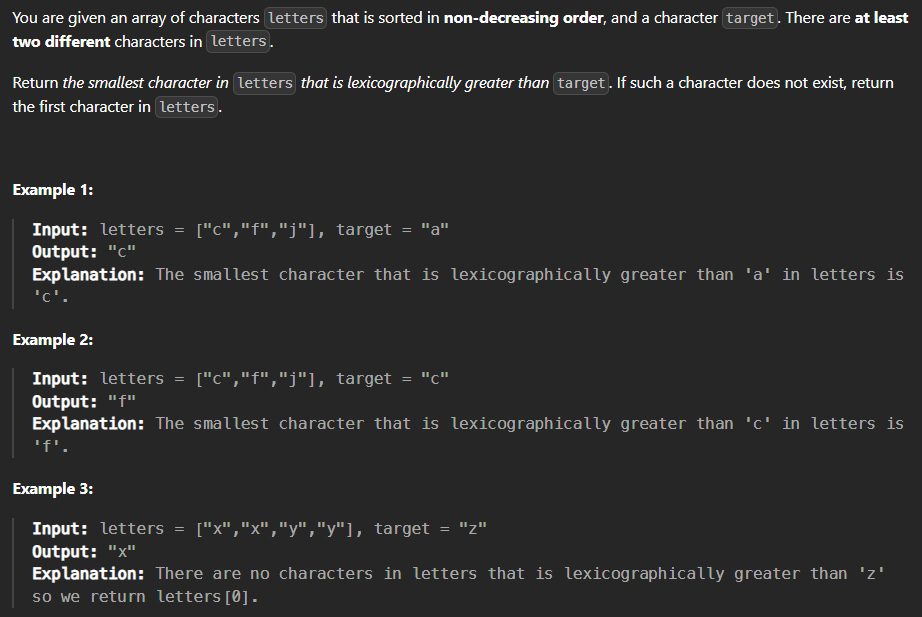 You are given an array of characters letters that is sorted in non-decreasing order, and a character target. There are at least
two different characters in letters.
Return the smallest character in letters that is lexicographically greater than target. If such a character does not exist, return
the first character in letters.
Example 1:
Input: letters = ["c","f","j"], target = "a"
Output: "c"
Explanation: The smallest character that is lexicographically greater than 'a' in letters is
'c'.
Example 2:
Input: letters = ["c","f","j"], target = "c"
Output: "f"
Explanation: The smallest character that is lexicographically greater than 'c' in letters is
'f'.
Example 3:
Input: letters = ["x","x","y","y"], target = "z"
Output: "x"
Explanation: There are no characters in letters that is lexicographically greater than 'z'
so we return letters[0].